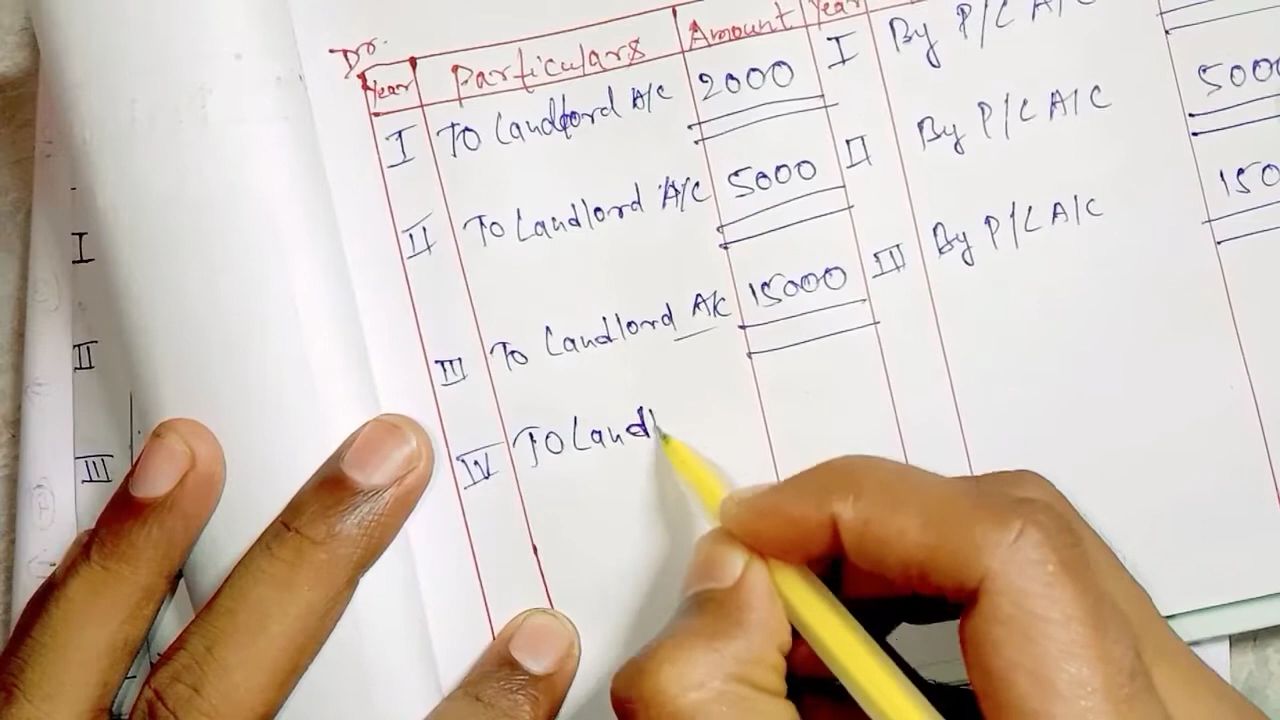 Dr.
Year Particulars Amount Year
I To Landlord A/C 2000 I By P/L A/C
II To Landlord A/C 5000 II By P/L A/C 5000
III To Landlord A/C 15000 III By P/L A/C 150
IV To Landl
I
II
III